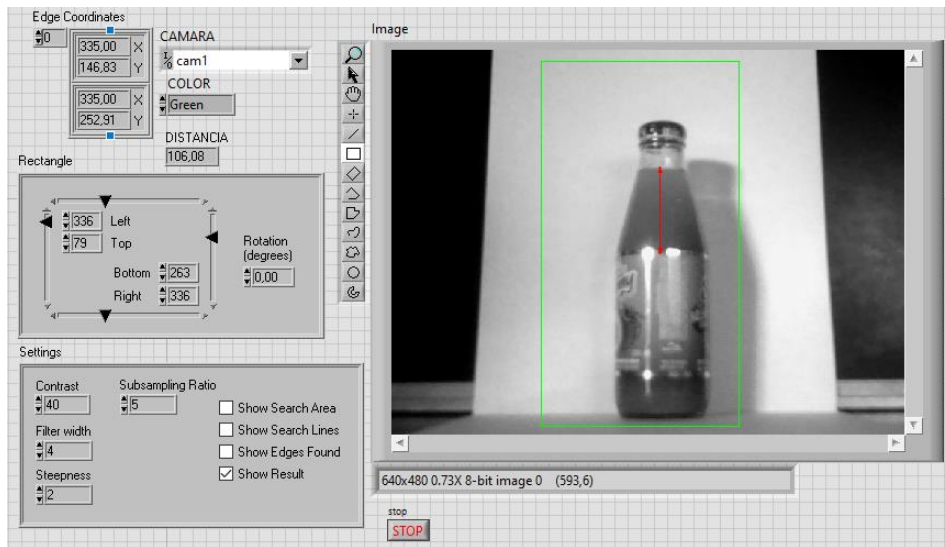 Edge Coordinates
0
335,00 X
146,83 Y
335,00 X
252,91 Y
CAMARA
cam1
COLOR
Green
DISTANCIA
106,08
Rectangle
336 Left
79 Top
Bottom 263
Right 336
Rotation
(degrees)
0,00
Settings
Contrast
40
Filter width
4
Steepness
2
Subsampling Ratio
5
Show Search Area
Show Search Lines
Show Edges Found
Show Result
Image
640x480 0.73X 8-bit image 0 (593,6)
stop
STOP